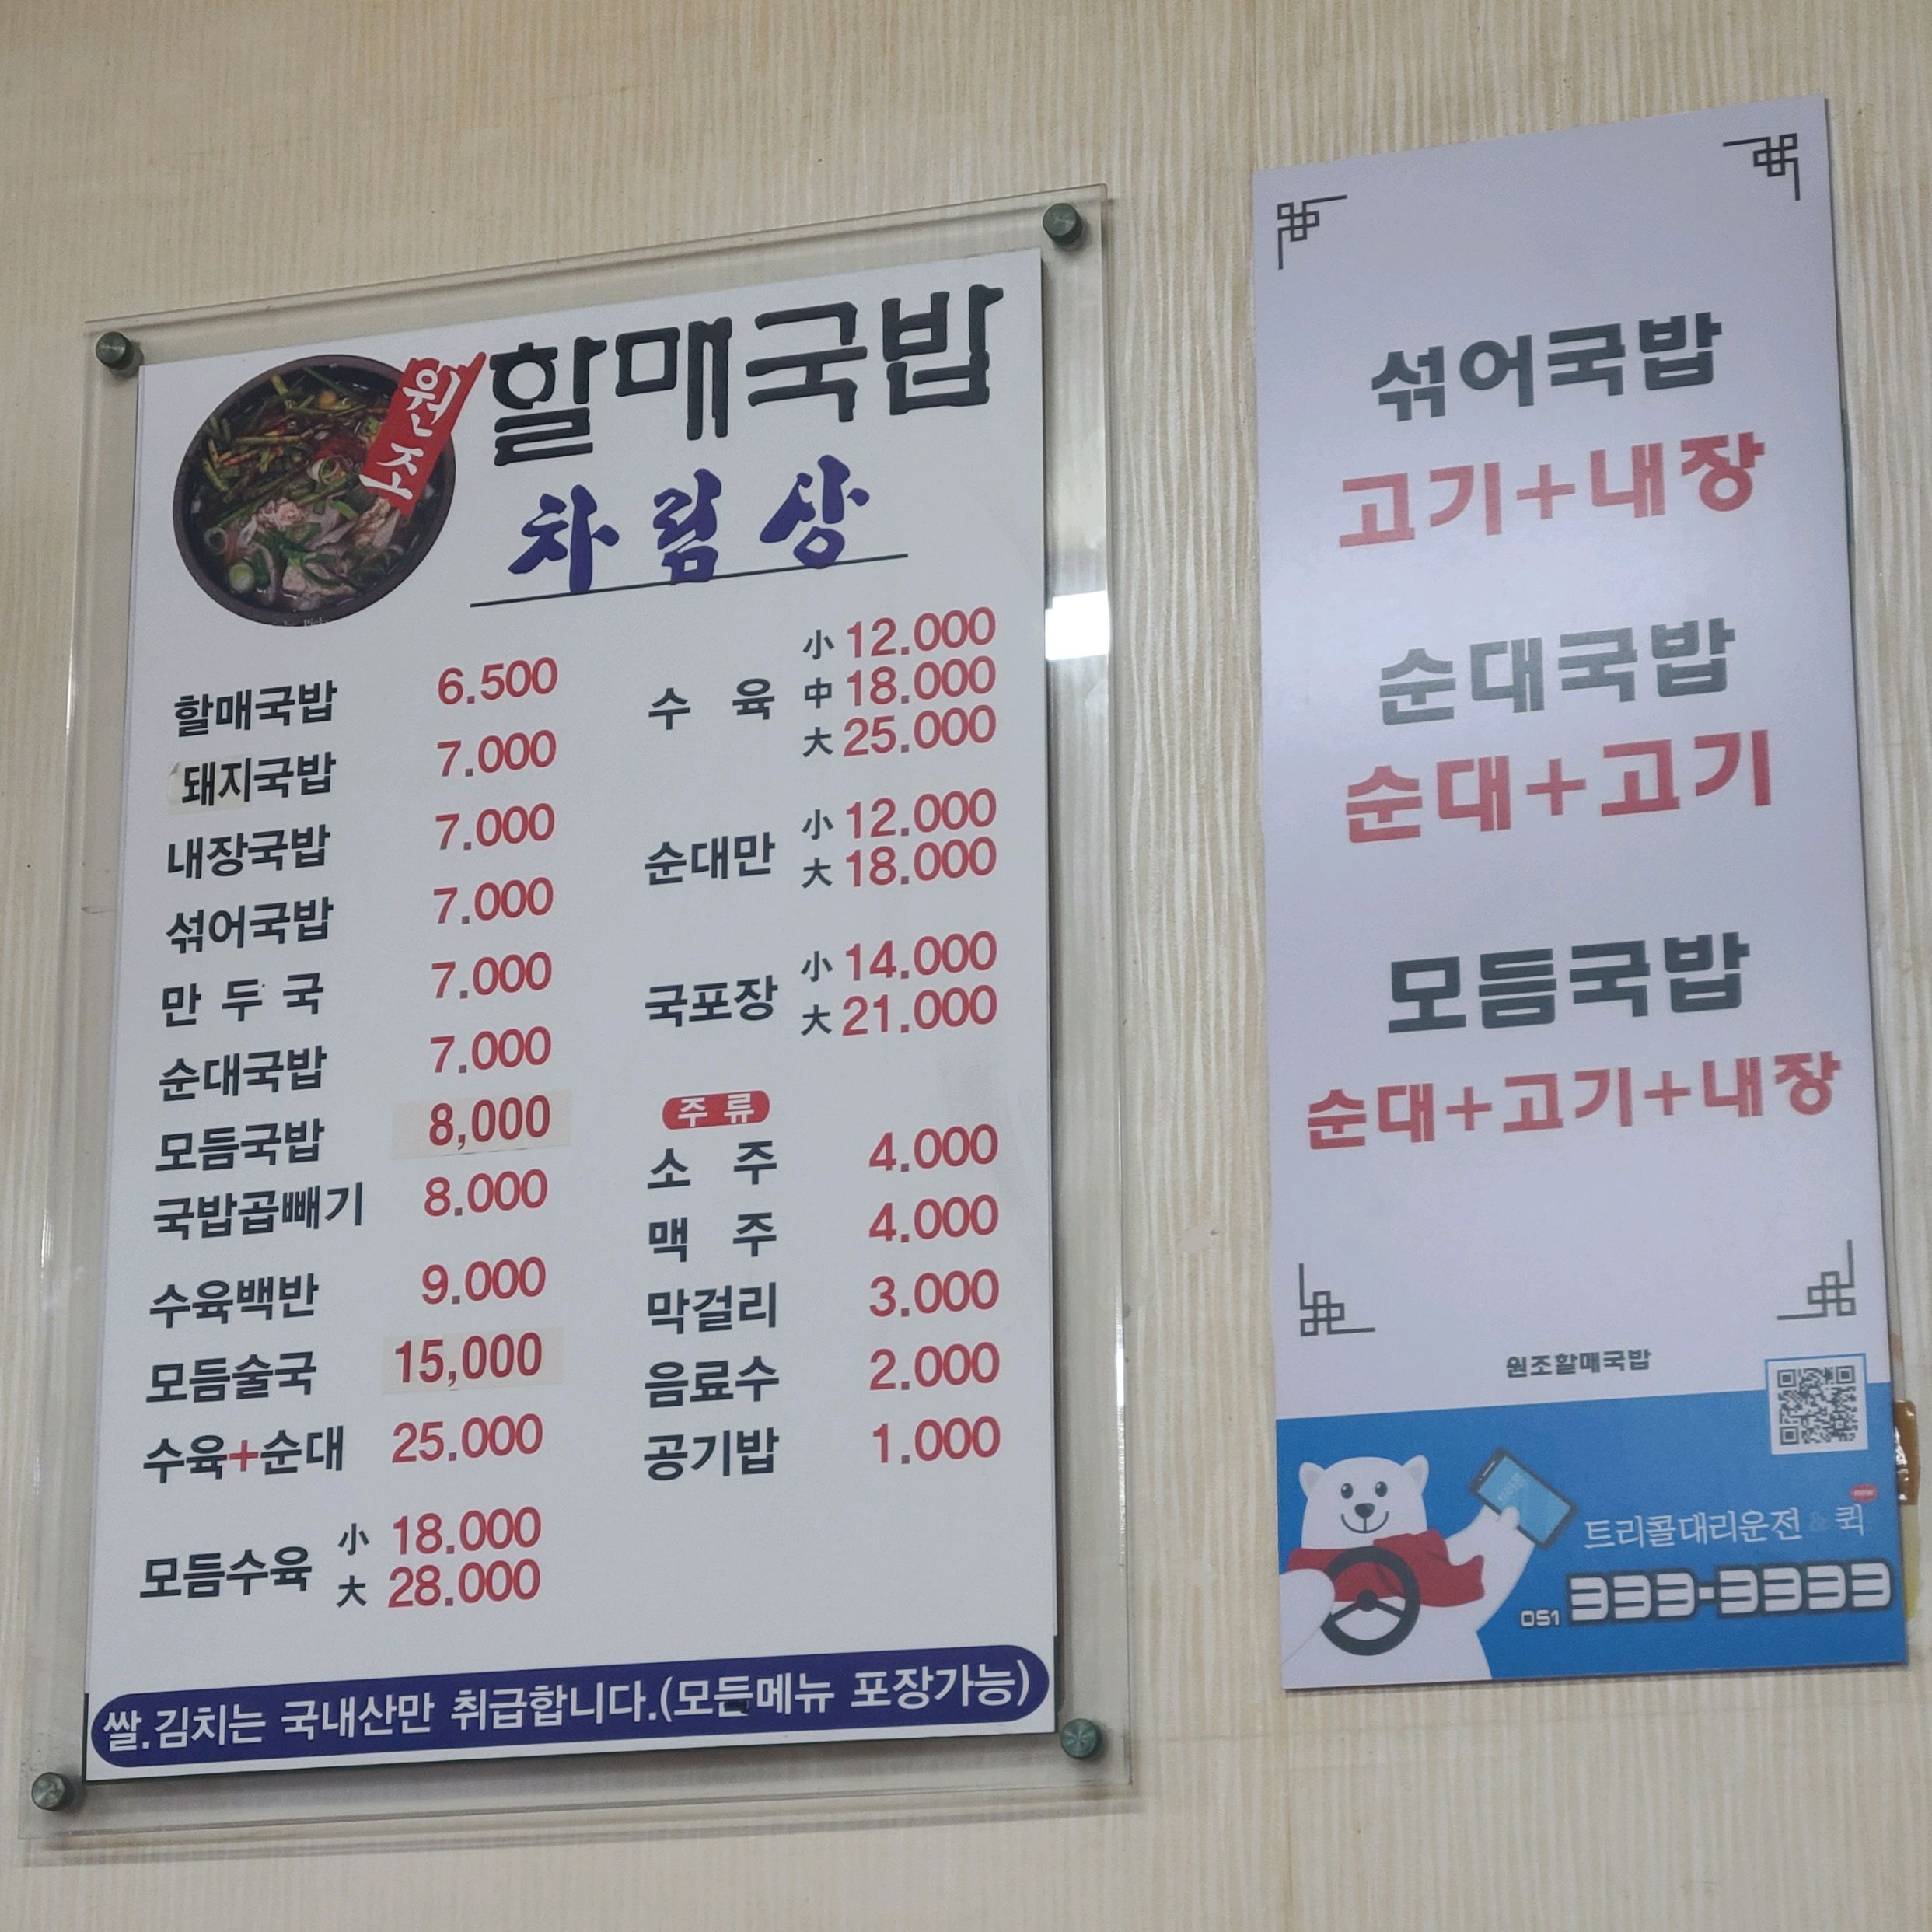 원조
할매국밥
차림상
할매국밥 6.500
돼지국밥 7.000
내장국밥 7.000
섞어국밥 7.000
만두국 7.000
순대국밥 7.000
모듬국밥 8,000
국밥곱빼기 8.000
수육백반 9.000
모듬술국 15,000
수육+순대 25.000
모듬수육 小 18.000
大 28.000
수육 小 12.000
中 18.000
大 25.000
순대만 小 12.000
大 18.000
국포장 小 14.000
大 21.000
주류
소주 4.000
맥주 4.000
막걸리 3.000
음료수 2.000
공기밥 1.000
쌀.김치는 국내산만 취급합니다.(모든메뉴 포장가능)
섞어국밥
고기+내장
순대국밥
순대+고기
모듬국밥
순대+고기+내장
원조할매국밥
new
트리콜대리운전 & 퀵
051 333-3333